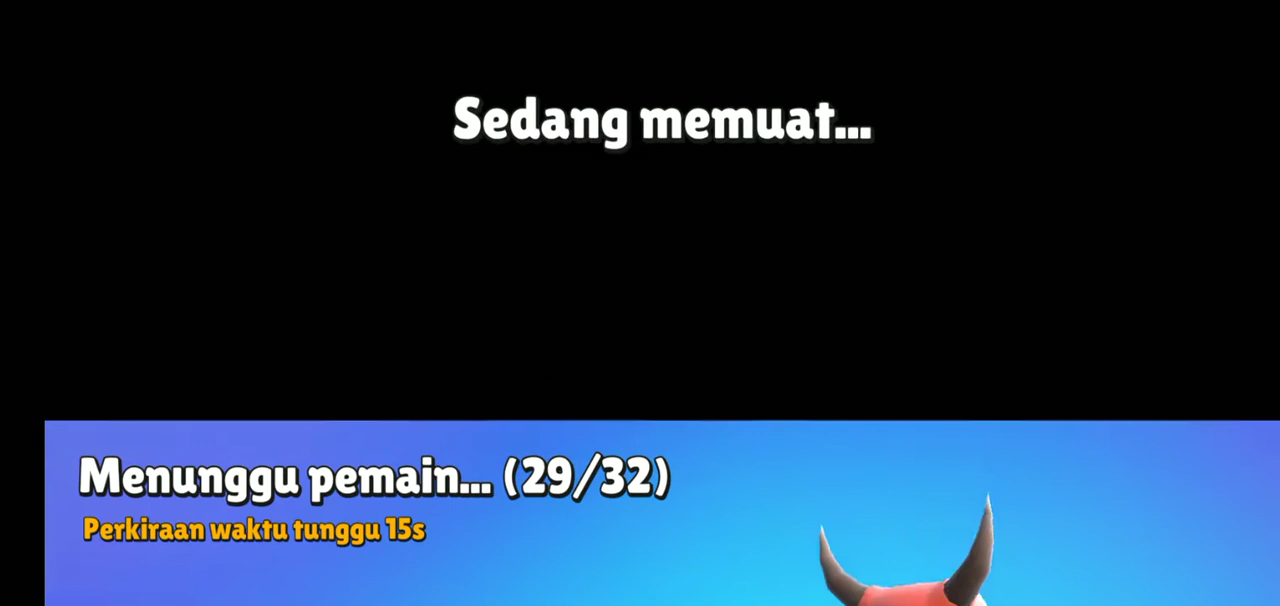 Sedang memuat...
Menunggu pemain... (29/32)
Perkiraan waktu tunggu 15s